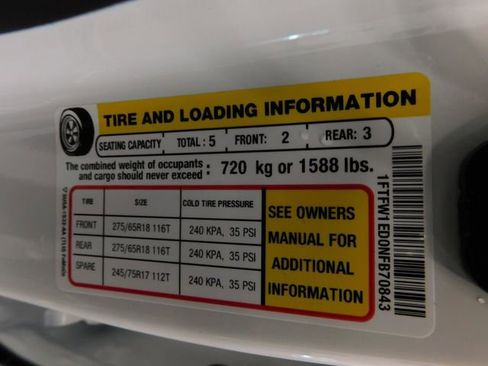 TIRE AND LOADING INFORMATION
SEATING CAPACITY TOTAL: 5 FRONT: 2 REAR: 3
The combined weight of occupants
and cargo should never exceed : 720 kg or 1588 lbs.
TIRE SIZE COLD TIRE PRESSURE
FRONT 275/65R18 116T 240 KPA, 35 PSI
REAR 275/65R18 116T 240 KPA, 35 PSI
SPARE 245/75R17 112T 240 KPA, 35 PSI
SEE OWNERS
MANUAL FOR
ADDITIONAL
INFORMATION
1FTFW1ED0NFB70843